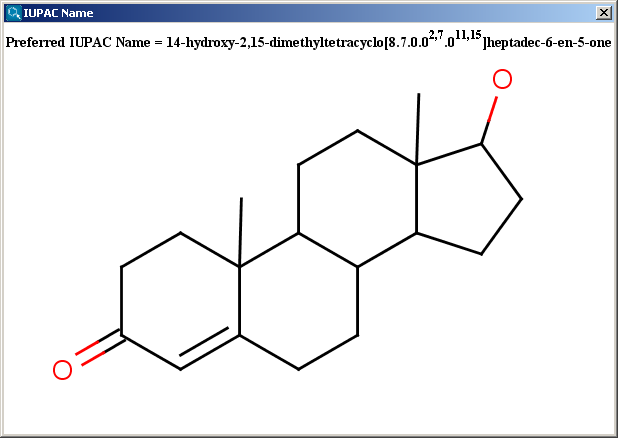 IUPAC Name
Preferred IUPAC Name = 14-hydroxy-2,15-dimethyltetracyclo[8.7.0.0^2,7.0^11,15]heptadec-6-en-5-one
O
O